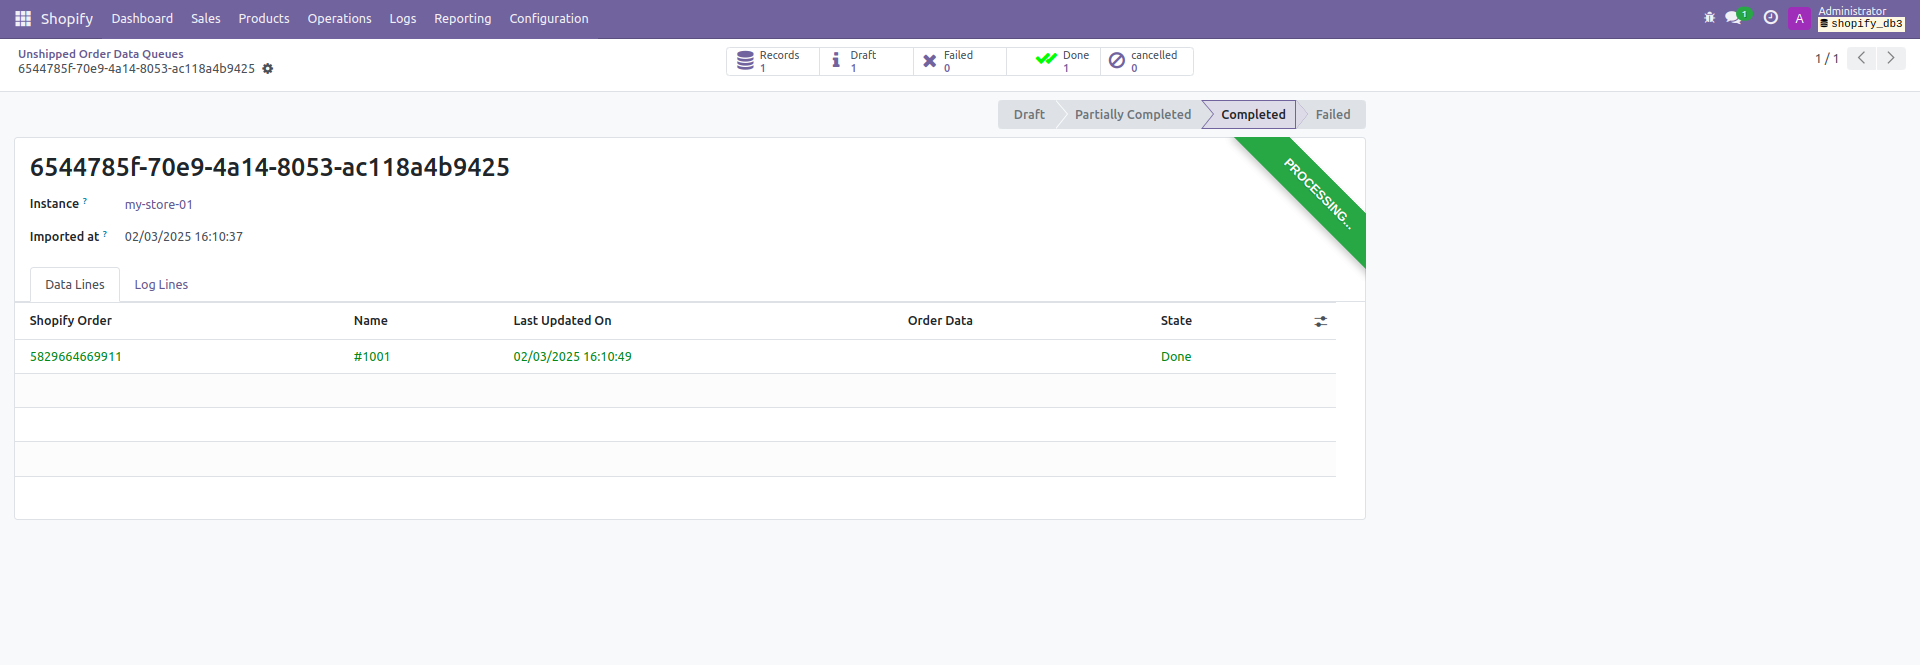 Shopify Dashboard Sales Products Operations Logs Reporting Configuration 1 A Administrator
shopify_db3
Unshipped Order Data Queues
6544785f-70e9-4a14-8053-ac118a4b9425
Records 1
Draft 1
Failed 0
Done 1
cancelled 0
1 / 1
Draft Partially Completed Completed Failed
6544785f-70e9-4a14-8053-ac118a4b9425
PROCESSING...
Instance ? my-store-01
Imported at ? 02/03/2025 16:10:37
Data Lines Log Lines
Shopify Order Name Last Updated On Order Data State
5829664669911 #1001 02/03/2025 16:10:49 Done